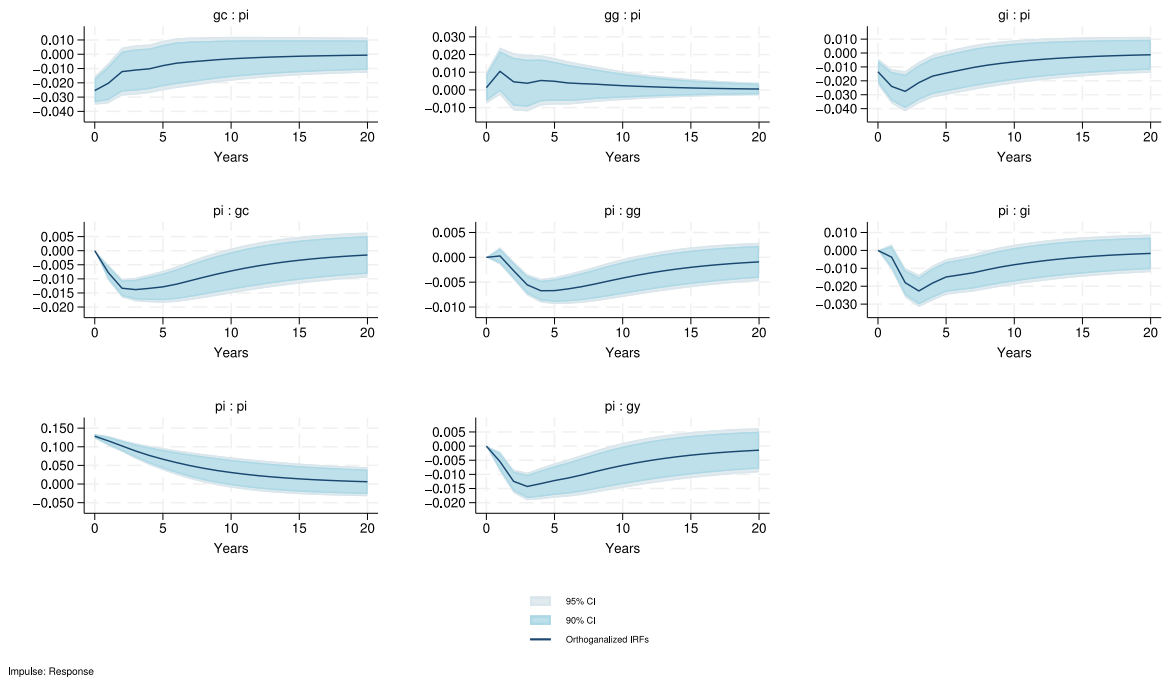 gc : pi
0.010
0.000
−0.010
−0.020
−0.030
−0.040
0 5 10 15 20
Years
gg : pi
0.030
0.020
0.010
0.000
−0.010
0 5 10 15 20
Years
gi : pi
0.010
0.000
−0.010
−0.020
−0.030
−0.040
0 5 10 15 20
Years
pi : gc
0.005
0.000
−0.005
−0.010
−0.015
−0.020
0 5 10 15 20
Years
pi : gg
0.005
0.000
−0.005
−0.010
0 5 10 15 20
Years
pi : gi
0.010
0.000
−0.010
−0.020
−0.030
0 5 10 15 20
Years
pi : pi
0.150
0.100
0.050
0.000
−0.050
0 5 10 15 20
Years
pi : gy
0.005
0.000
−0.005
−0.010
−0.015
−0.020
0 5 10 15 20
Years
95% CI
90% CI
Orthoganalized IRFs
Impulse: Response